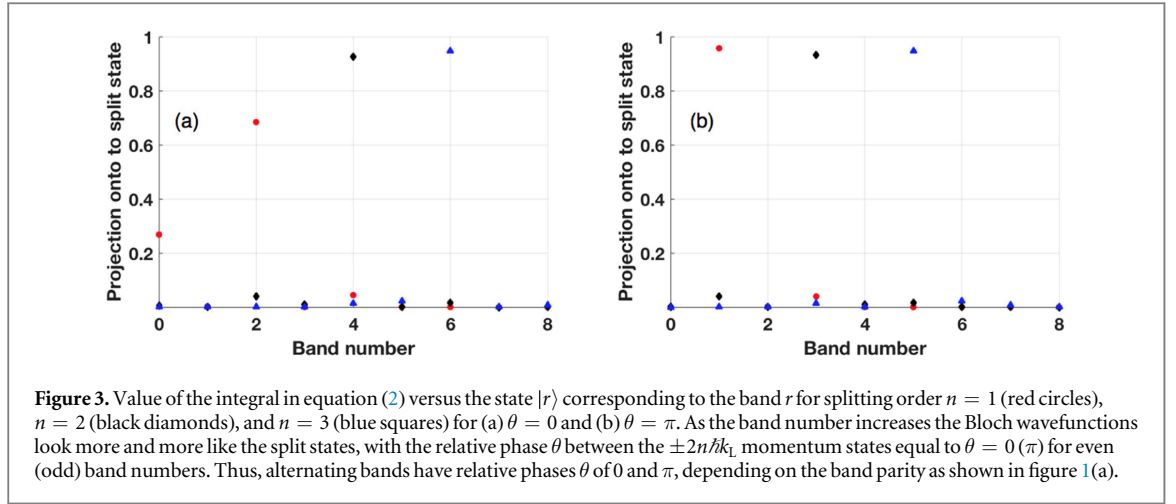 1
0.8
0.6
0.4
0.2
0 2 4 6 8
Projection onto to split state
Band number
(a)
1
0.8
0.6
0.4
0.2
0 2 4 6 8
Projection onto to split state
Band number
(b)
Figure 3. Value of the integral in equation (2) versus the state |r⟩ corresponding to the band r for splitting order n = 1 (red circles),
n = 2 (black diamonds), and n = 3 (blue squares) for (a) θ = 0 and (b) θ = π. As the band number increases the Bloch wavefunctions
look more and more like the split states, with the relative phase θ between the ±2nℏk_L momentum states equal to θ = 0 (π) for even
(odd) band numbers. Thus, alternating bands have relative phases θ of 0 and π, depending on the band parity as shown in figure 1(a).